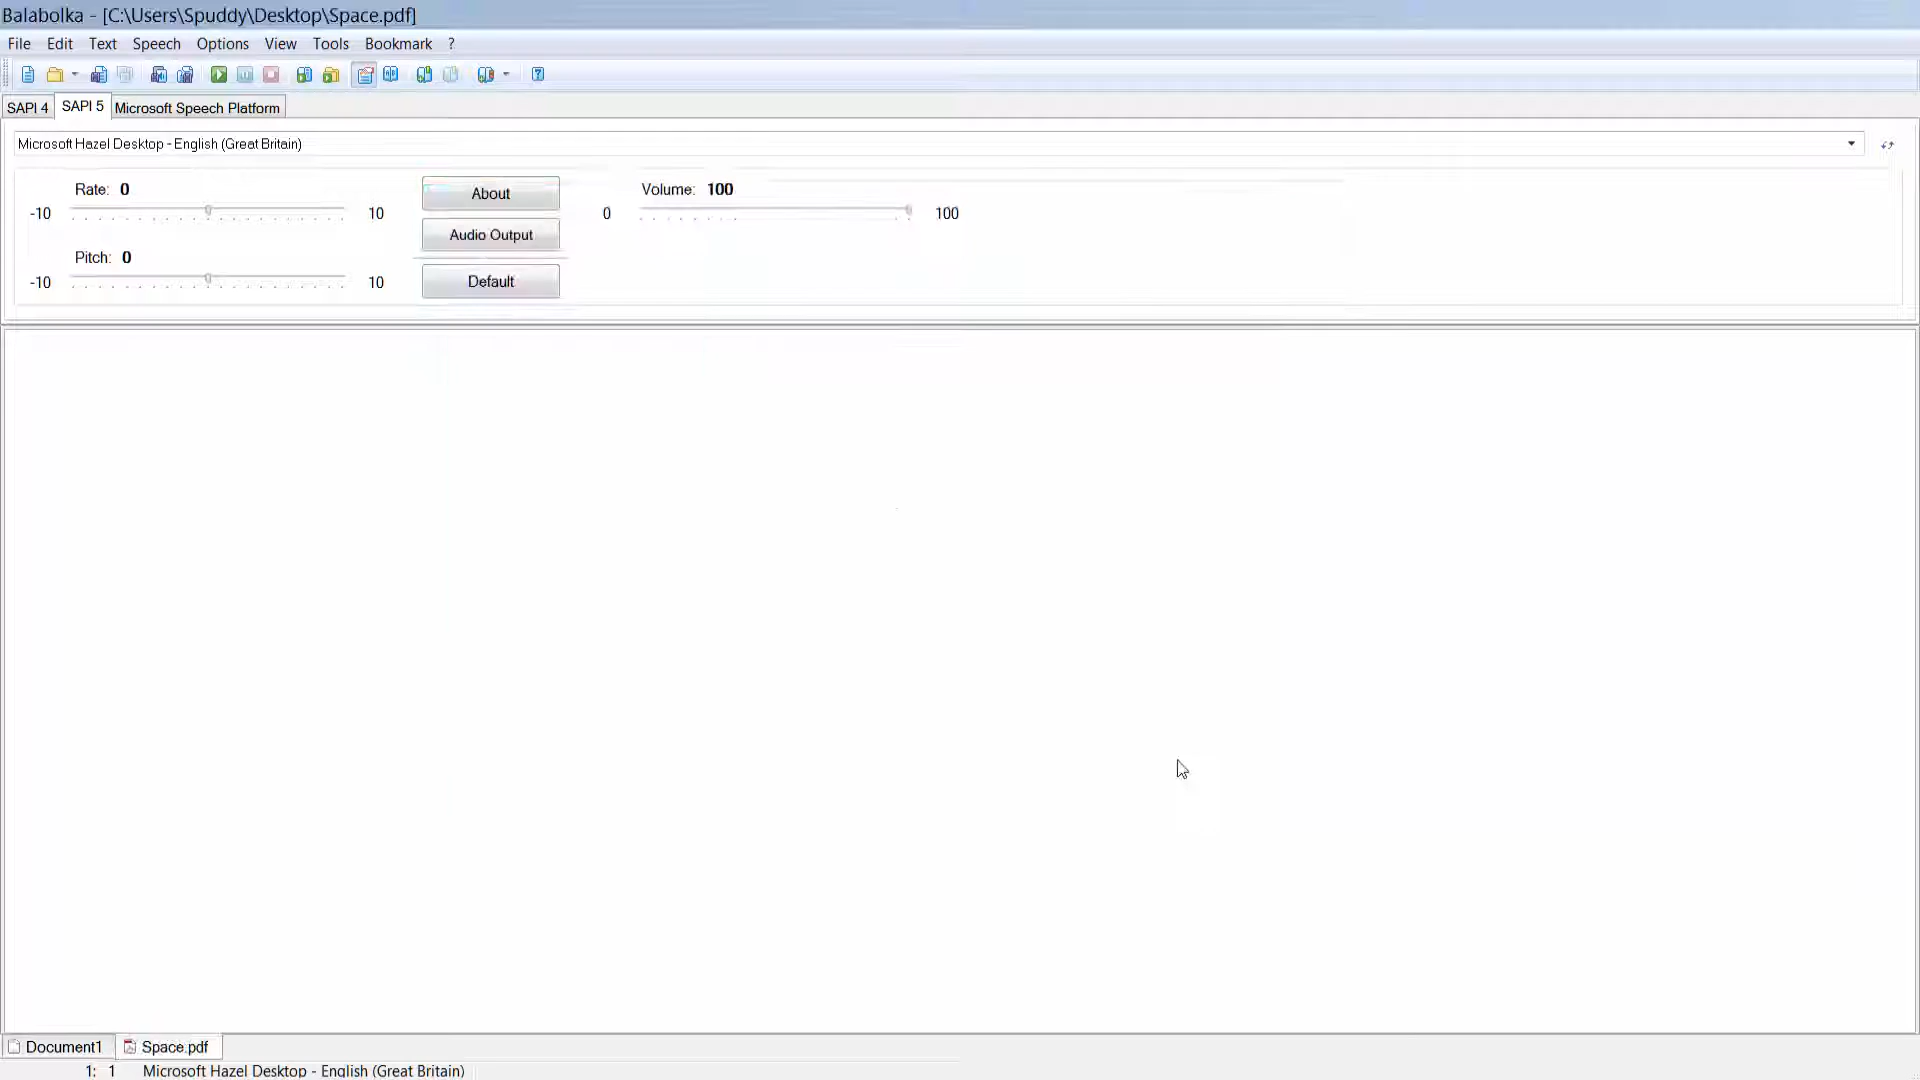 Balabolka - [C:\Users\Spuddy\Desktop\Space.pdf]
File Edit Text Speech Options View Tools Bookmark ?
SAPI 4 SAPI 5 Microsoft Speech Platform
Microsoft Hazel Desktop - English (Great Britain)
Rate: 0 About Volume: 100
-10 10 0 100
Audio Output
Pitch: 0
-10 10 Default
Document1 Space.pdf
1: 1 Microsoft Hazel Desktop - English (Great Britain)